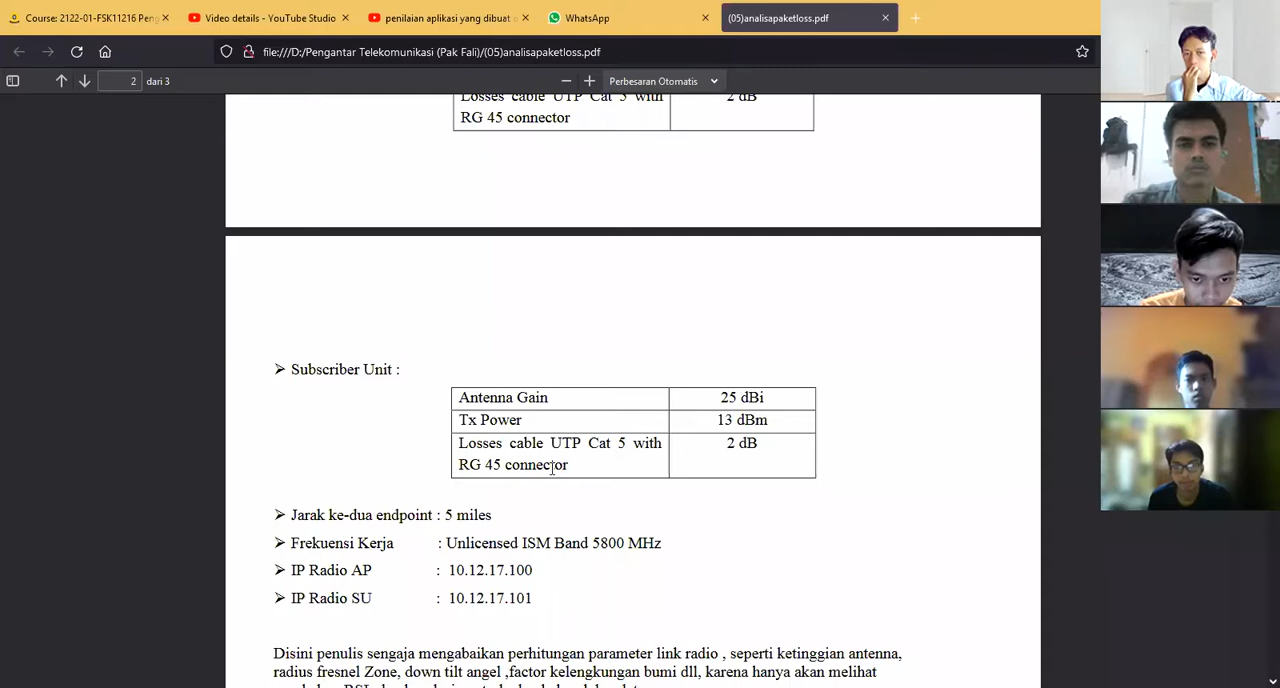 Course: 2122-01-FSK11216 Peng
Video details - YouTube Studio
penilaian aplikasi yang dibuat o
WhatsApp
(05)analisapaketloss.pdf
file:///D:/Pengantar Telekomunikasi (Pak Fali)/(05)analisapaketloss.pdf
2 dari 3
Perbesaran Otomatis
Losses cable UTP Cat 5 with 2 dB
RG 45 connector
Subscriber Unit :
Antenna Gain 25 dBi
Tx Power 13 dBm
Losses cable UTP Cat 5 with 2 dB
RG 45 connector
Jarak ke-dua endpoint : 5 miles
Frekuensi Kerja : Unlicensed ISM Band 5800 MHz
IP Radio AP : 10.12.17.100
IP Radio SU : 10.12.17.101
Disini penulis sengaja mengabaikan perhitungan parameter link radio , seperti ketinggian antenna,
radius fresnel Zone, down tilt angel ,factor kelengkungan bumi dll, karena hanya akan melihat